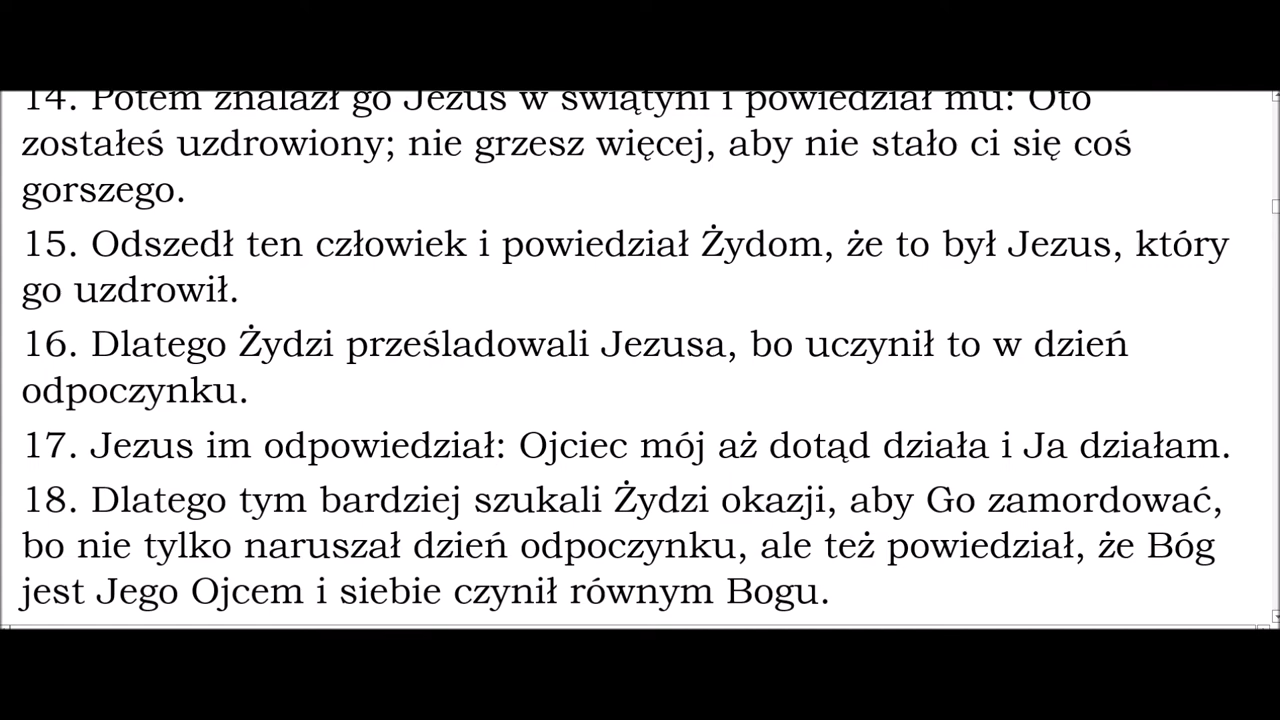 14. Potem znalazł go Jezus w świątyni i powiedział mu: Oto
zostałeś uzdrowiony; nie grzesz więcej, aby nie stało ci się coś
gorszego.
15. Odszedł ten człowiek i powiedział Żydom, że to był Jezus, który
go uzdrowił.
16. Dlatego Żydzi prześladowali Jezusa, bo uczynił to w dzień
odpoczynku.
17. Jezus im odpowiedział: Ojciec mój aż dotąd działa i Ja działam.
18. Dlatego tym bardziej szukali Żydzi okazji, aby Go zamordować,
bo nie tylko naruszał dzień odpoczynku, ale też powiedział, że Bóg
jest Jego Ojcem i siebie czynił równym Bogu.